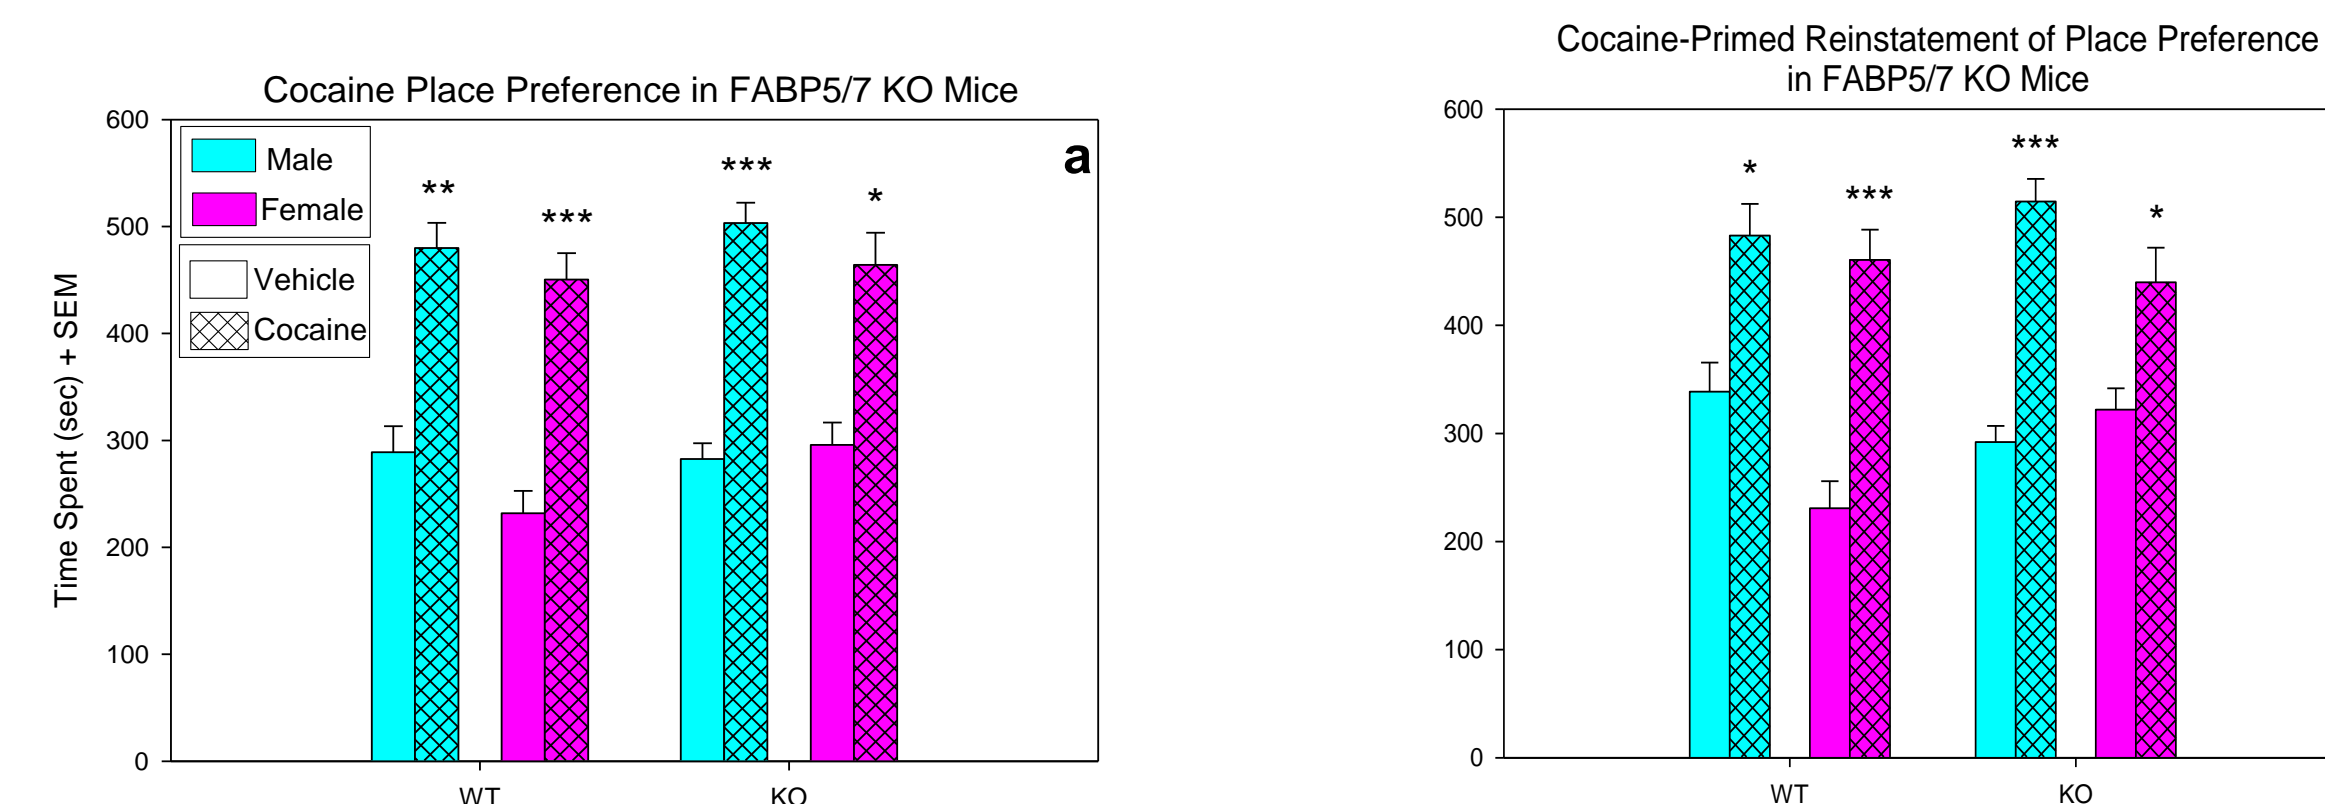 Cocaine Place Preference in FABP5/7 KO Mice
a
Male
Female
Vehicle
Cocaine
Time Spent (sec) + SEM
600
500
400
300
200
100
0
**
***
***
*
WT
KO
Cocaine-Primed Reinstatement of Place Preference
in FABP5/7 KO Mice
600
500
400
300
200
100
0
*
***
***
*
WT
KO